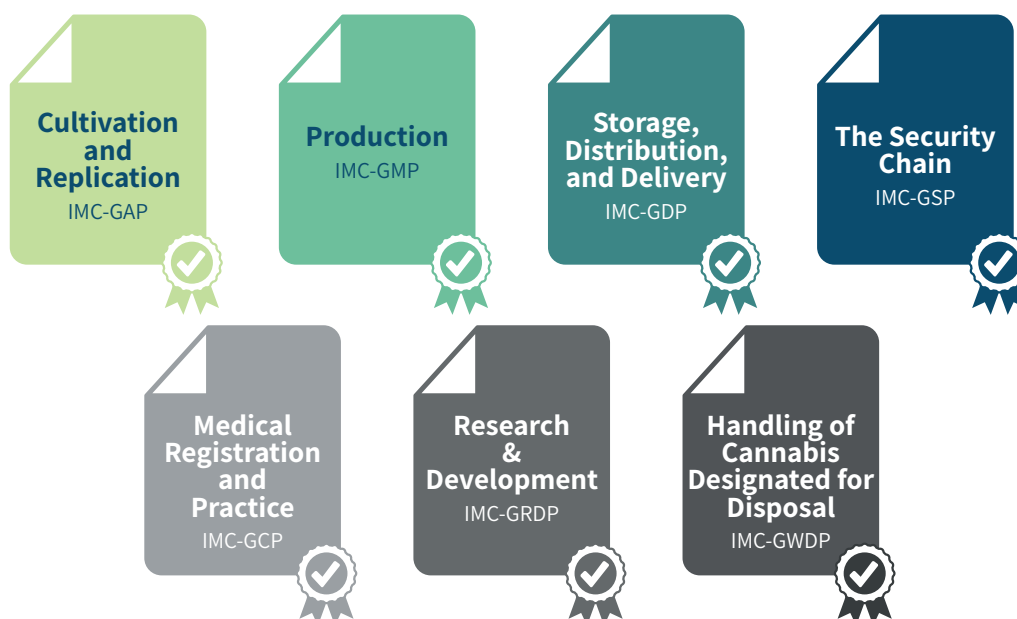 Cultivation
and
Replication
IMC-GAP
Production
IMC-GMP
Storage,
Distribution,
and Delivery
IMC-GDP
The Security
Chain
IMC-GSP
Medical
Registration
and
Practice
IMC-GCP
Research
&
Development
IMC-GRDP
Handling of
Cannabis
Designated for
Disposal
IMC-GWDP